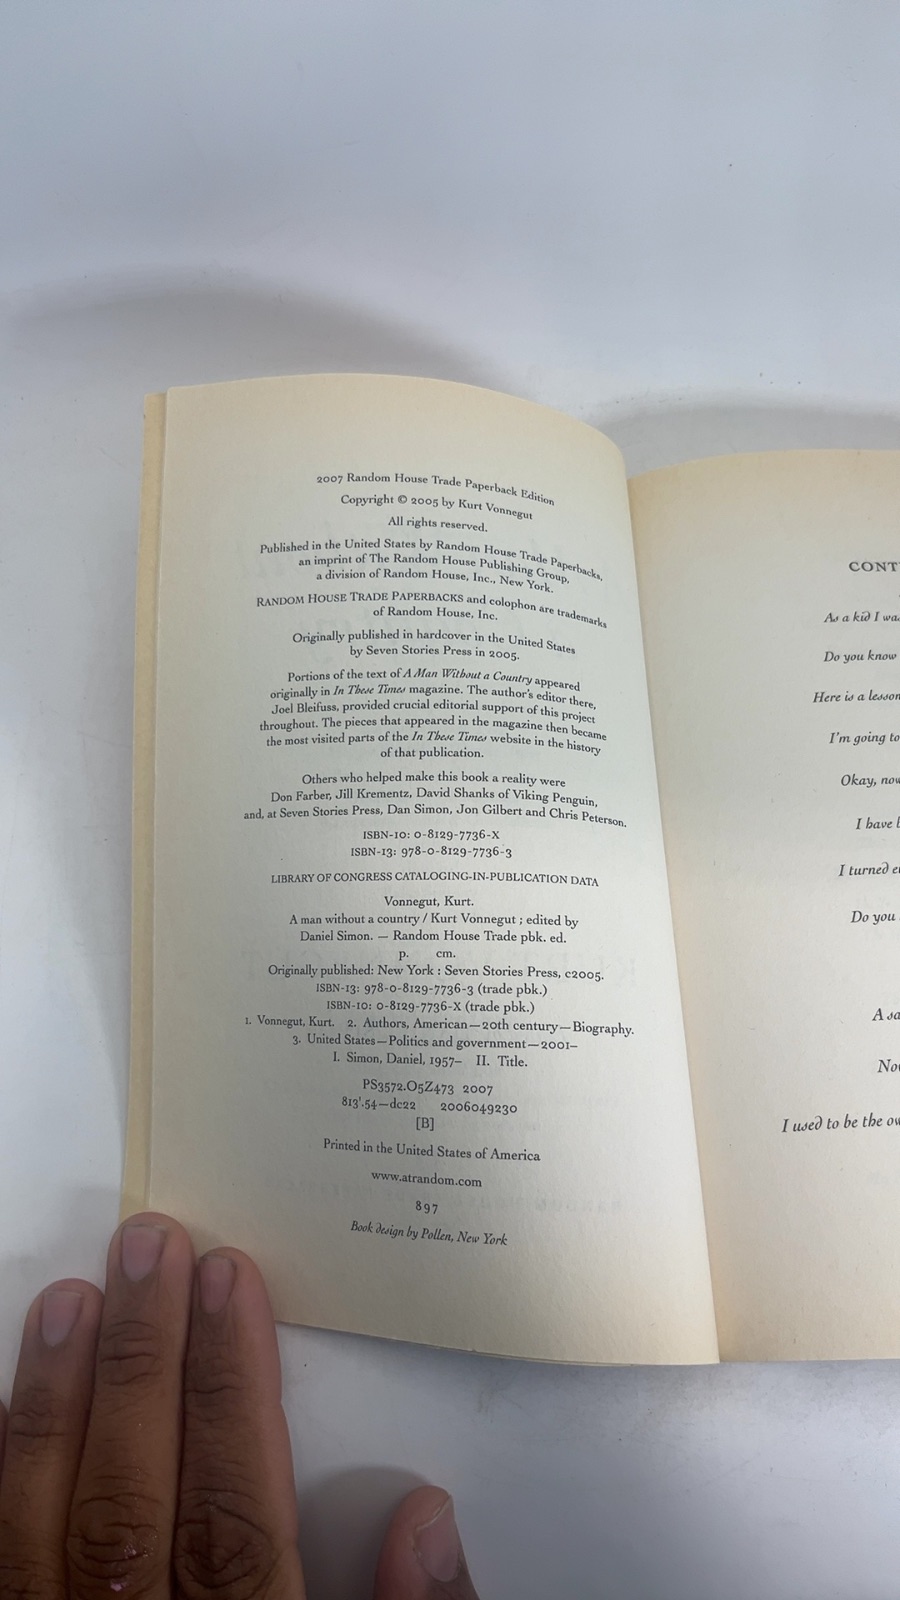 2007 Random House Trade Paperback Edition
Copyright © 2005 by Kurt Vonnegut
All rights reserved.
Published in the United States by Random House Trade Paperbacks,
an imprint of The Random House Publishing Group,
a division of Random House, Inc., New York.
RANDOM HOUSE TRADE PAPERBACKS and colophon are trademarks
of Random House, Inc.
Originally published in hardcover in the United States
by Seven Stories Press in 2005.
Portions of the text of A Man Without a Country appeared
originally in In These Times magazine. The author's editor there,
Joel Bleifuss, provided crucial editorial support of this project
throughout. The pieces that appeared in the magazine then became
the most visited parts of the In These Times website in the history
of that publication.
Others who helped make this book a reality were
Don Farber, Jill Krementz, David Shanks of Viking Penguin,
and, at Seven Stories Press, Dan Simon, Jon Gilbert and Chris Peterson.
ISBN-10: 0-8129-7736-X
ISBN-13: 978-0-8129-7736-3
LIBRARY OF CONGRESS CATALOGING-IN-PUBLICATION DATA
Vonnegut, Kurt.
A man without a country / Kurt Vonnegut ; edited by
Daniel Simon. — Random House Trade pbk. ed.
p. cm.
Originally published: New York : Seven Stories Press, c2005.
ISBN-13: 978-0-8129-7736-3 (trade pbk.)
ISBN-10: 0-8129-7736-X (trade pbk.)
1. Vonnegut, Kurt. 2. Authors, American—20th century—Biography.
3. United States—Politics and government—2001–
I. Simon, Daniel, 1957– II. Title.
PS3572.O5Z473 2007
813'.54—dc22 2006049230
[B]
Printed in the United States of America
www.atrandom.com
897
Book design by Pollen, New York
CONT
As a kid I wa
Do you know
Here is a lesson
I'm going to
Okay, now
I have
I turned
Do you
A sa
No
I used to be the ow